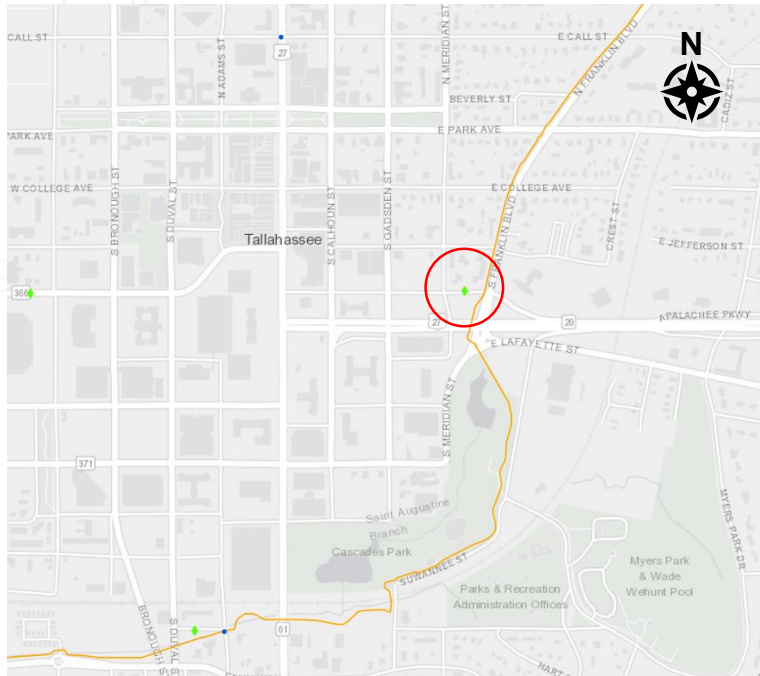 CALL ST
27
N ADAMS ST
N MERIDIAN ST
E CALL ST
N FRANKLIN BLVD
N
CADIZ ST
BEVERLY ST
E PARK AVE
PARK AVE
W COLLEGE AVE
E COLLEGE AVE
S BRONOUGH ST
S DUVAL ST
Tallahassee
S CALHOUN ST
S GADSDEN ST
S FRANKLIN BLVD
CREST ST
E JEFFERSON ST
366
27
20
APALACHEE PKWY
E LAFAYETTE ST
S MERIDIAN ST
371
Saint Augustine
Branch
Cascades Park
SUWANNEE ST
MYERS PARK DR
Myers Park
& Wade
Wehunt Pool
Parks & Recreation
Administration Offices
BRONOUGH ST
S DUVAL ST
61